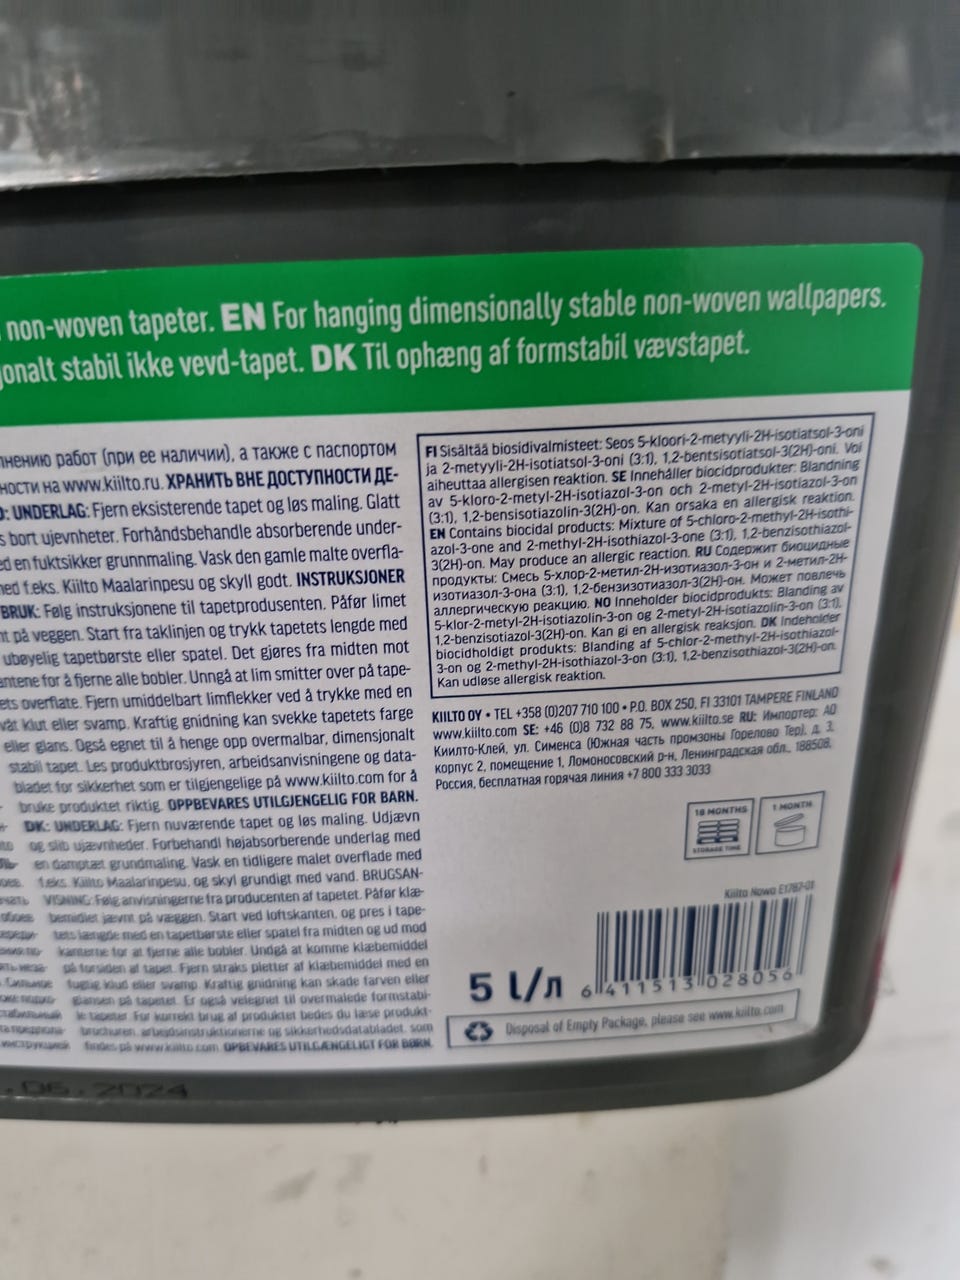 non-woven tapeter. EN For hanging dimensionally stable non-woven wallpapers.
gonalt stabil ikke vevd-tapet. DK Til ophæng af formstabil vævstapet.
лнению работ (при ее наличии), а также с паспортом
ности на www.kiilto.ru. ХРАНИТЬ ВНЕ ДОСТУПНОСТИ ДЕ-
O: UNDERLAG: Fjern eksisterende tapet og løs maling. Glatt
s bort ujevnheter. Forhåndsbehandle absorberende under-
ed en fuktsikker grunnmaling. Vask den gamle malte overfla-
ned f.eks. Kiilto Maalarinpesu og skyll godt. INSTRUKSJONER
BRUK: Følg instruksjonene til tapetprodusenten. Påfør limet
nt på veggen. Start fra taklinjen og trykk tapetets lengde med
ubøyelig tapetbørste eller spatel. Det gjøres fra midten mot
antene for å fjerne alle bobler. Unngå at lim smitter over på tape-
ets overflate. Fjern umiddelbart limflekker ved å trykke med en
våt klut eller svamp. Kraftig gnidning kan svekke tapetets farge
eller glans. Også egnet til å henge opp overmalbar, dimensjonalt
stabil tapet. Les produktbrosjyren, arbeidsanvisningene og data-
bladet for sikkerhet som er tilgjengelige på www.kiilto.com for å
bruke produktet riktig. OPPBEVARES UTILGJENGELIG FOR BARN.
DK: UNDERLAG: Fjern nuværende tapet og løs maling. Udjævn
og slib ujævnheder. Forbehandl højabsorberende underlag med
en damptæt grundmaling. Vask en tidligere malet overflade med
f.eks. Kiilto Maalarinpesu, og skyl grundigt med vand. BRUGSAN-
VISNING: Følg anvisningerne fra producenten af tapetet. Påfør klæ-
bemidlet jævnt på væggen. Start ved loftskanten, og pres i tape-
tets længde med en tapetbørste eller spatel fra midten og ud mod
kanterne for at fjerne alle bobler. Undgå at komme klæbemiddel
på forsiden af tapet. Fjern straks pletter af klæbemiddel med en
fugtig klud eller svamp. Kraftig gnidning kan skade farven eller
glansen på tapetet. Er også velegnet til overmalede formstabi-
le tapeter. For korrekt brug af produktet bedes du læse produkt-
brochuren, arbejdsinstruktionerne og sikkerhedsdatabladet, som
findes på www.kiilto.com. OPBEVARES UTILGÆNGELIGT FOR BØRN.
FI Sisältää biosidivalmisteet: Seos 5-kloori-2-metyyli-2H-isotiatsol-3-oni
ja 2-metyyli-2H-isotiatsol-3-oni (3:1), 1,2-bentsisotiatsol-3(2H)-oni. Voi
aiheuttaa allergisen reaktion. SE Innehåller biocidprodukter: Blandning
av 5-kloro-2-metyl-2H-isotiazol-3-on och 2-metyl-2H-isotiazol-3-on
(3:1), 1,2-bensisotiazolin-3(2H)-on. Kan orsaka en allergisk reaktion.
EN Contains biocidal products: Mixture of 5-chloro-2-methyl-2H-isothi-
azol-3-one and 2-methyl-2H-isothiazol-3-one (3:1), 1,2-benzisothiazol-
3(2H)-on. May produce an allergic reaction. RU Содержит биоцидные
продукты: Смесь 5-хлор-2-метил-2H-изотиазол-3-он и 2-метил-2H-
изотиазол-3-она (3:1), 1,2-бензизотиазол-3(2H)-он. Может повлечь
аллергическую реакцию. NO Inneholder biocidprodukts: Blanding av
5-klor-2-metyl-2H-isotiazolin-3-on og 2-metyl-2H-isotiazolin-3-on (3:1),
1,2-benzisotiazol-3(2H)-on. Kan gi en allergisk reaksjon. DK Indeholder
biocidholdigt produkts: Blanding af 5-chlor-2-methyl-2H-isothiazol-
3-on og 2-methyl-2H-isothiazol-3-on (3:1), 1,2-benzisothiazol-3(2H)-on.
Kan udløse allergisk reaktion.
KIILTO OY • TEL +358 (0)207 710 100 • P.O. BOX 250, FI 33101 TAMPERE FINLAND
www.kiilto.com SE: +46 (0)8 732 88 75, www.kiilto.se RU: Импортер: АО
Киилто-Клей, ул. Сименса (Южная часть промзоны Горелово Тер), д. 3,
корпус 2, помещение 1, Ломоносовский р-н, Ленинградская обл., 188508,
Россия, бесплатная горячая линия +7 800 333 3033
18 MONTHS
STORAGE TIME
1 MONTH
Kiilto Nowo E1787-01
5 l/л
6 411513 028056
Disposal of Empty Package, please see www.kiilto.com
.06.2024